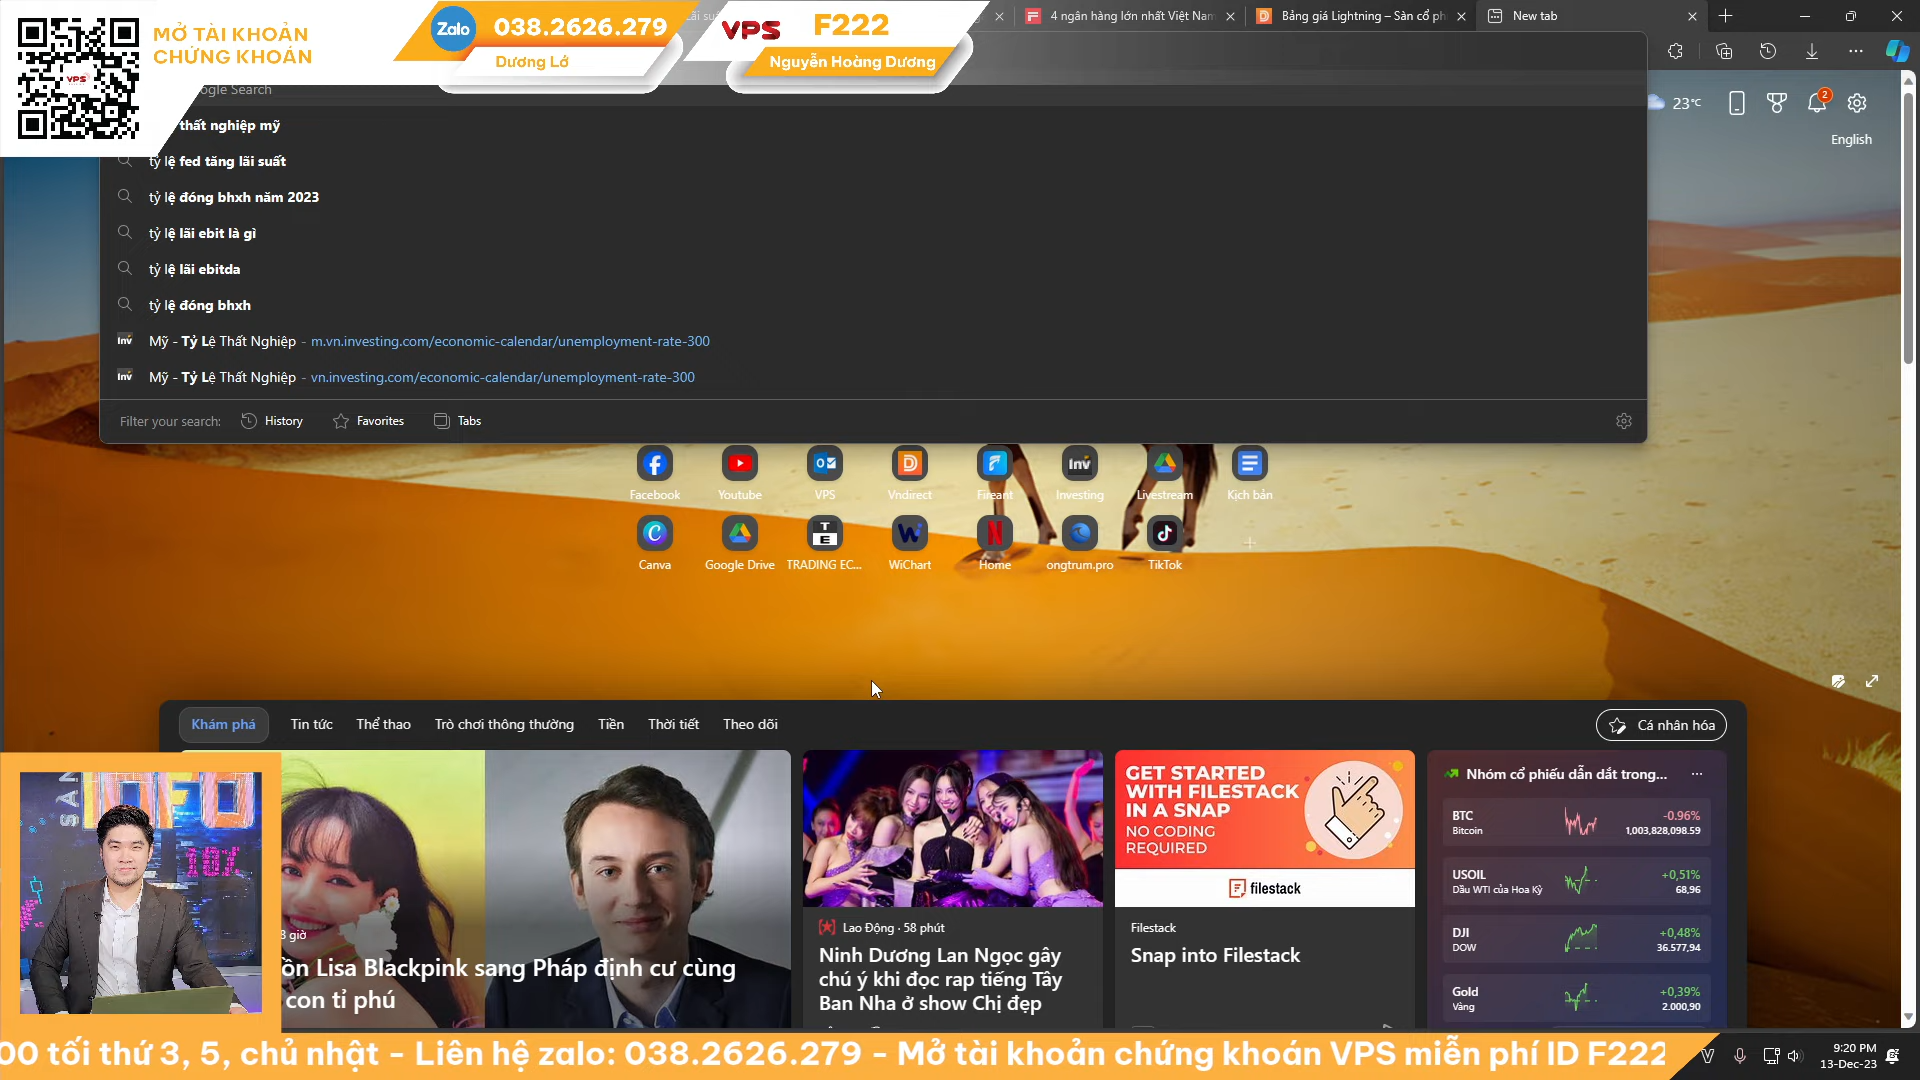 MỞ TÀI KHOẢN
CHỨNG KHOÁN
VPS
Zalo
038.2626.279
Dương Lớ
VPS
F222
Nguyễn Hoàng Dương
4 ngân hàng lớn nhất Việt Nam
Bảng giá Lightning – Sàn cổ ph
New tab
ogle Search
thất nghiệp mỹ
tỷ lệ fed tăng lãi suất
tỷ lệ đóng bhxh năm 2023
tỷ lệ lãi ebit là gì
tỷ lệ lãi ebitda
tỷ lệ đóng bhxh
Mỹ - Tỷ Lệ Thất Nghiệp - m.vn.investing.com/economic-calendar/unemployment-rate-300
Mỹ - Tỷ Lệ Thất Nghiệp - vn.investing.com/economic-calendar/unemployment-rate-300
Filter your search: History Favorites Tabs
23°C
2
English
Facebook Youtube VPS Vndirect Fireant Investing Livestream Kịch bản
Canva Google Drive TRADING EC... WiChart Home ongtrum.pro TikTok
Khám phá Tin tức Thể thao Trò chơi thông thường Tiền Thời tiết Theo dõi
Cá nhân hóa
3 giờ
ồn Lisa Blackpink sang Pháp định cư cùng
con tỉ phú
Lao Động · 58 phút
Ninh Dương Lan Ngọc gây
chú ý khi đọc rap tiếng Tây
Ban Nha ở show Chị đẹp
GET STARTED
WITH FILESTACK
IN A SNAP
NO CODING
REQUIRED
filestack
Filestack
Snap into Filestack
Nhóm cổ phiếu dẫn dắt trong...
BTC -0.96%
Bitcoin 1,003,828,098.59
USOIL +0,51%
Dầu WTI của Hoa Kỳ 68,96
DJI +0,48%
DOW 36.577,94
Gold +0,39%
Vàng 2.000,90
00 tối thứ 3, 5, chủ nhật - Liên hệ zalo: 038.2626.279 - Mở tài khoản chứng khoán VPS miễn phí ID F222
9:20 PM
13-Dec-23